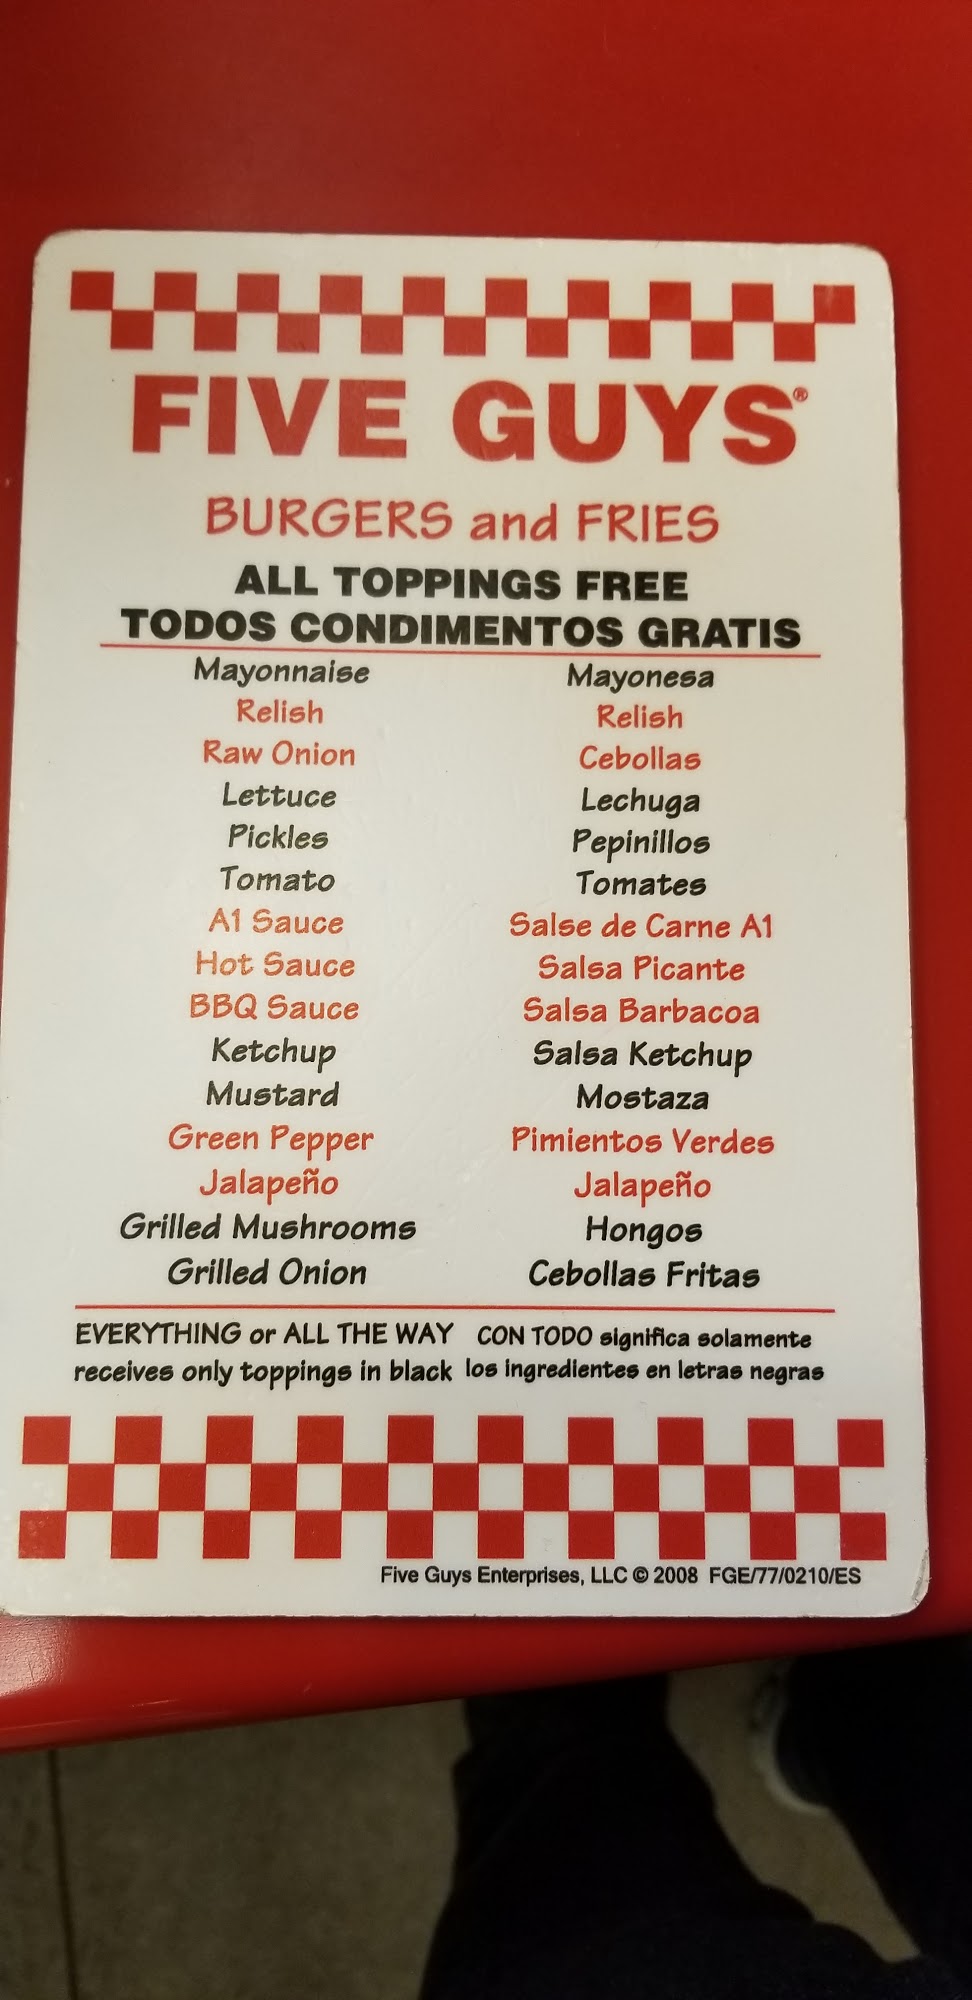 FIVE GUYS®
BURGERS and FRIES
ALL TOPPINGS FREE
TODOS CONDIMENTOS GRATIS
Mayonnaise Mayonesa
Relish Relish
Raw Onion Cebollas
Lettuce Lechuga
Pickles Pepinillos
Tomato Tomates
A1 Sauce Salse de Carne A1
Hot Sauce Salsa Picante
BBQ Sauce Salsa Barbacoa
Ketchup Salsa Ketchup
Mustard Mostaza
Green Pepper Pimientos Verdes
Jalapeño Jalapeño
Grilled Mushrooms Hongos
Grilled Onion Cebollas Fritas
EVERYTHING or ALL THE WAY CON TODO significa solamente
receives only toppings in black los ingredientes en letras negras
Five Guys Enterprises, LLC © 2008 FGE/77/0210/ES